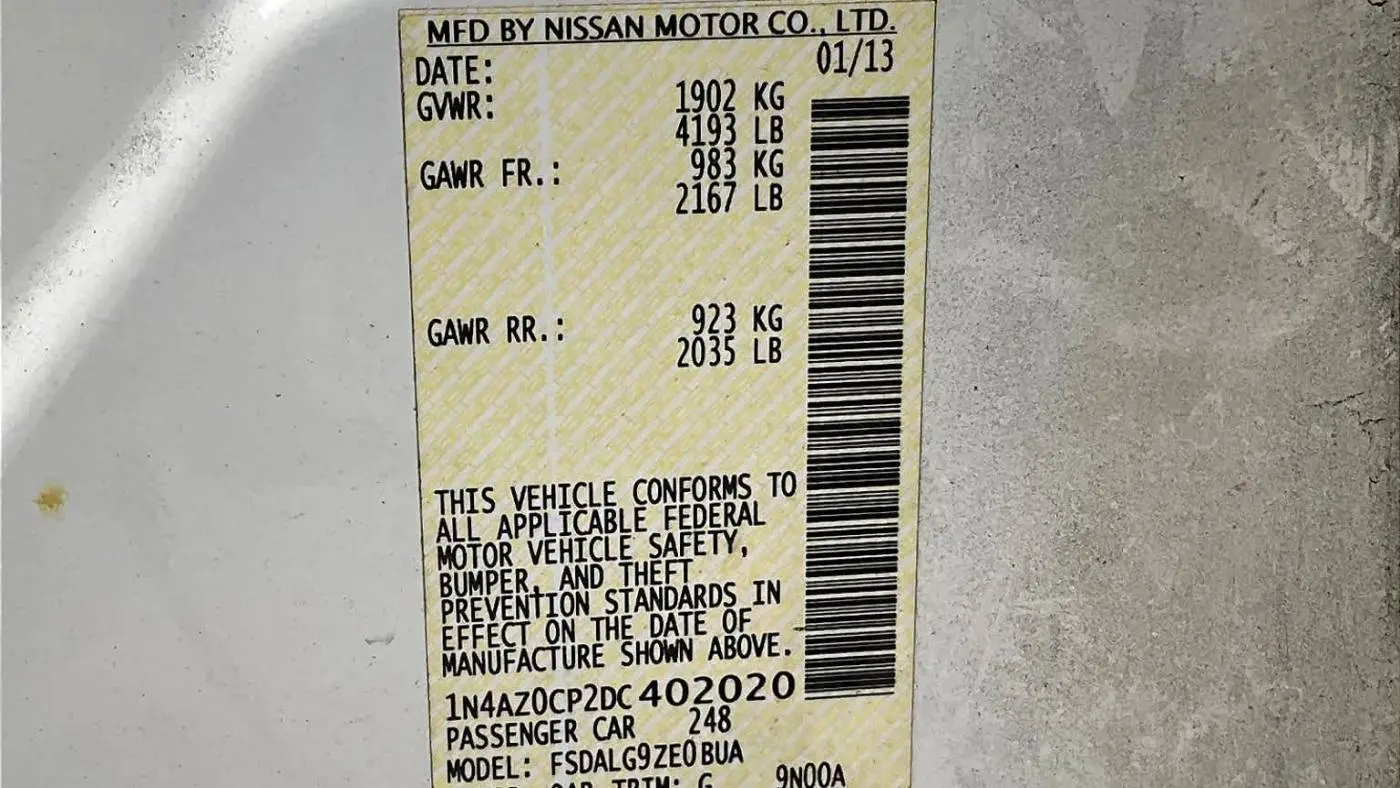 MFD BY NISSAN MOTOR CO., LTD.
DATE: 01/13
GVWR: 1902 KG
4193 LB
GAWR FR.: 983 KG
2167 LB
GAWR RR.: 923 KG
2035 LB
THIS VEHICLE CONFORMS TO
ALL APPLICABLE FEDERAL
MOTOR VEHICLE SAFETY,
BUMPER, AND THEFT
PREVENTION STANDARDS IN
EFFECT ON THE DATE OF
MANUFACTURE SHOWN ABOVE.
1N4AZ0CP2DC402020
PASSENGER CAR 248
MODEL: FSDALG9ZE0BUA
TRIM: G 9N00A